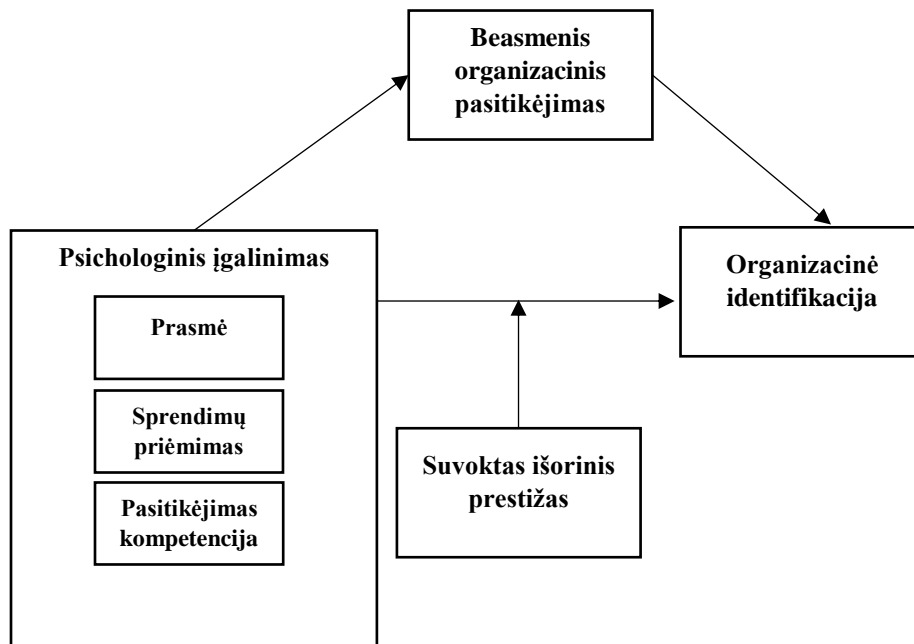 Beasmenis
organizacinis
pasitikėjimas
Psichologinis įgalinimas
Prasmė
Sprendimų
priėmimas
Pasitikėjimas
kompetencija
Organizacinė
identifikacija
Suvoktas išorinis
prestižas